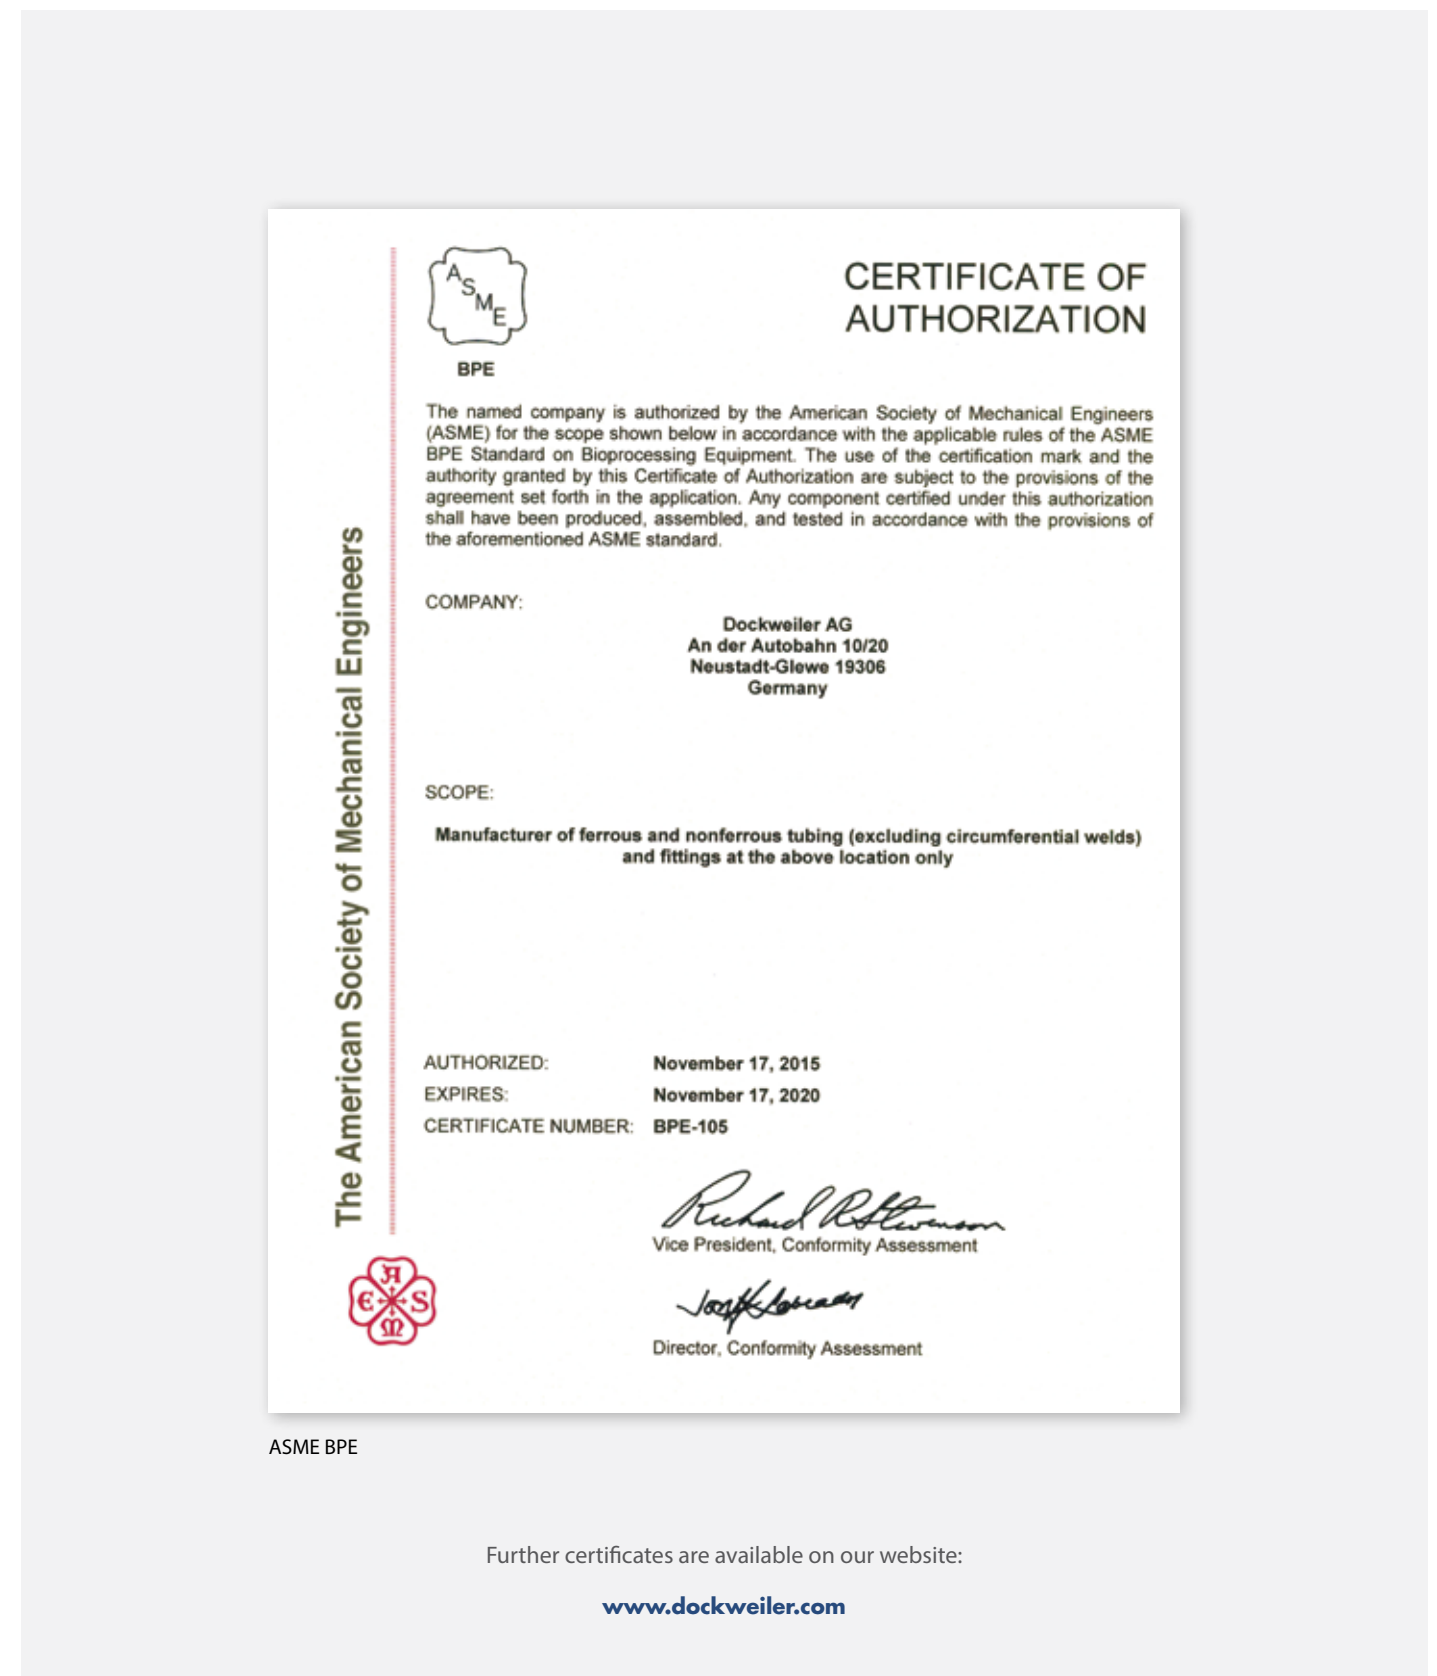 A
S
M
E
BPE
CERTIFICATE OF
AUTHORIZATION
The named company is authorized by the American Society of Mechanical Engineers
(ASME) for the scope shown below in accordance with the applicable rules of the ASME
BPE Standard on Bioprocessing Equipment. The use of the certification mark and the
authority granted by this Certificate of Authorization are subject to the provisions of the
agreement set forth in the application. Any component certified under this authorization
shall have been produced, assembled, and tested in accordance with the provisions of
the aforementioned ASME standard.
The American Society of Mechanical Engineers
COMPANY:
Dockweiler AG
An der Autobahn 10/20
Neustadt-Glewe 19306
Germany
SCOPE:
Manufacturer of ferrous and nonferrous tubing (excluding circumferential welds)
and fittings at the above location only
AUTHORIZED: November 17, 2015
EXPIRES: November 17, 2020
CERTIFICATE NUMBER: BPE-105
Richard R Stevenson
Vice President, Conformity Assessment
Director, Conformity Assessment
A
E S
M
ASME BPE
Further certificates are available on our website:
www.dockweiler.com